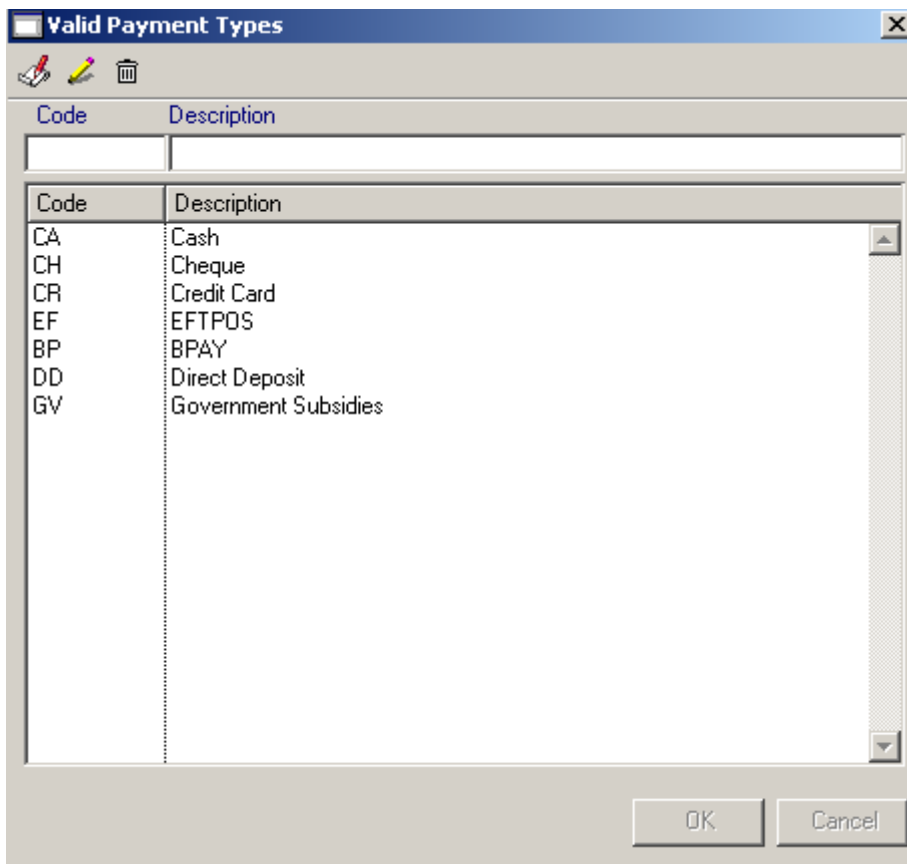 Valid Payment Types
Code Description
Code Description
CA Cash
CH Cheque
CR Credit Card
EF EFTPOS
BP BPAY
DD Direct Deposit
GV Government Subsidies
OK Cancel